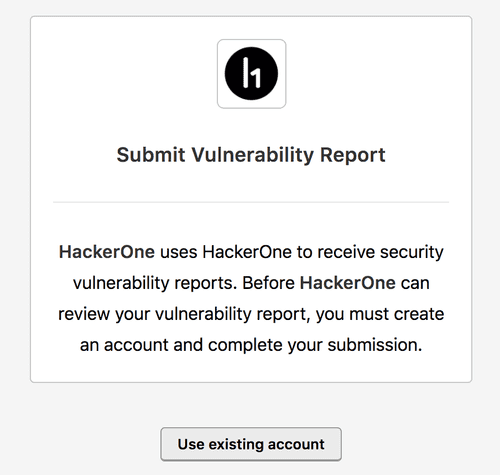 h1
Submit Vulnerability Report
HackerOne uses HackerOne to receive security
vulnerability reports. Before HackerOne can
review your vulnerability report, you must create
an account and complete your submission.
Use existing account